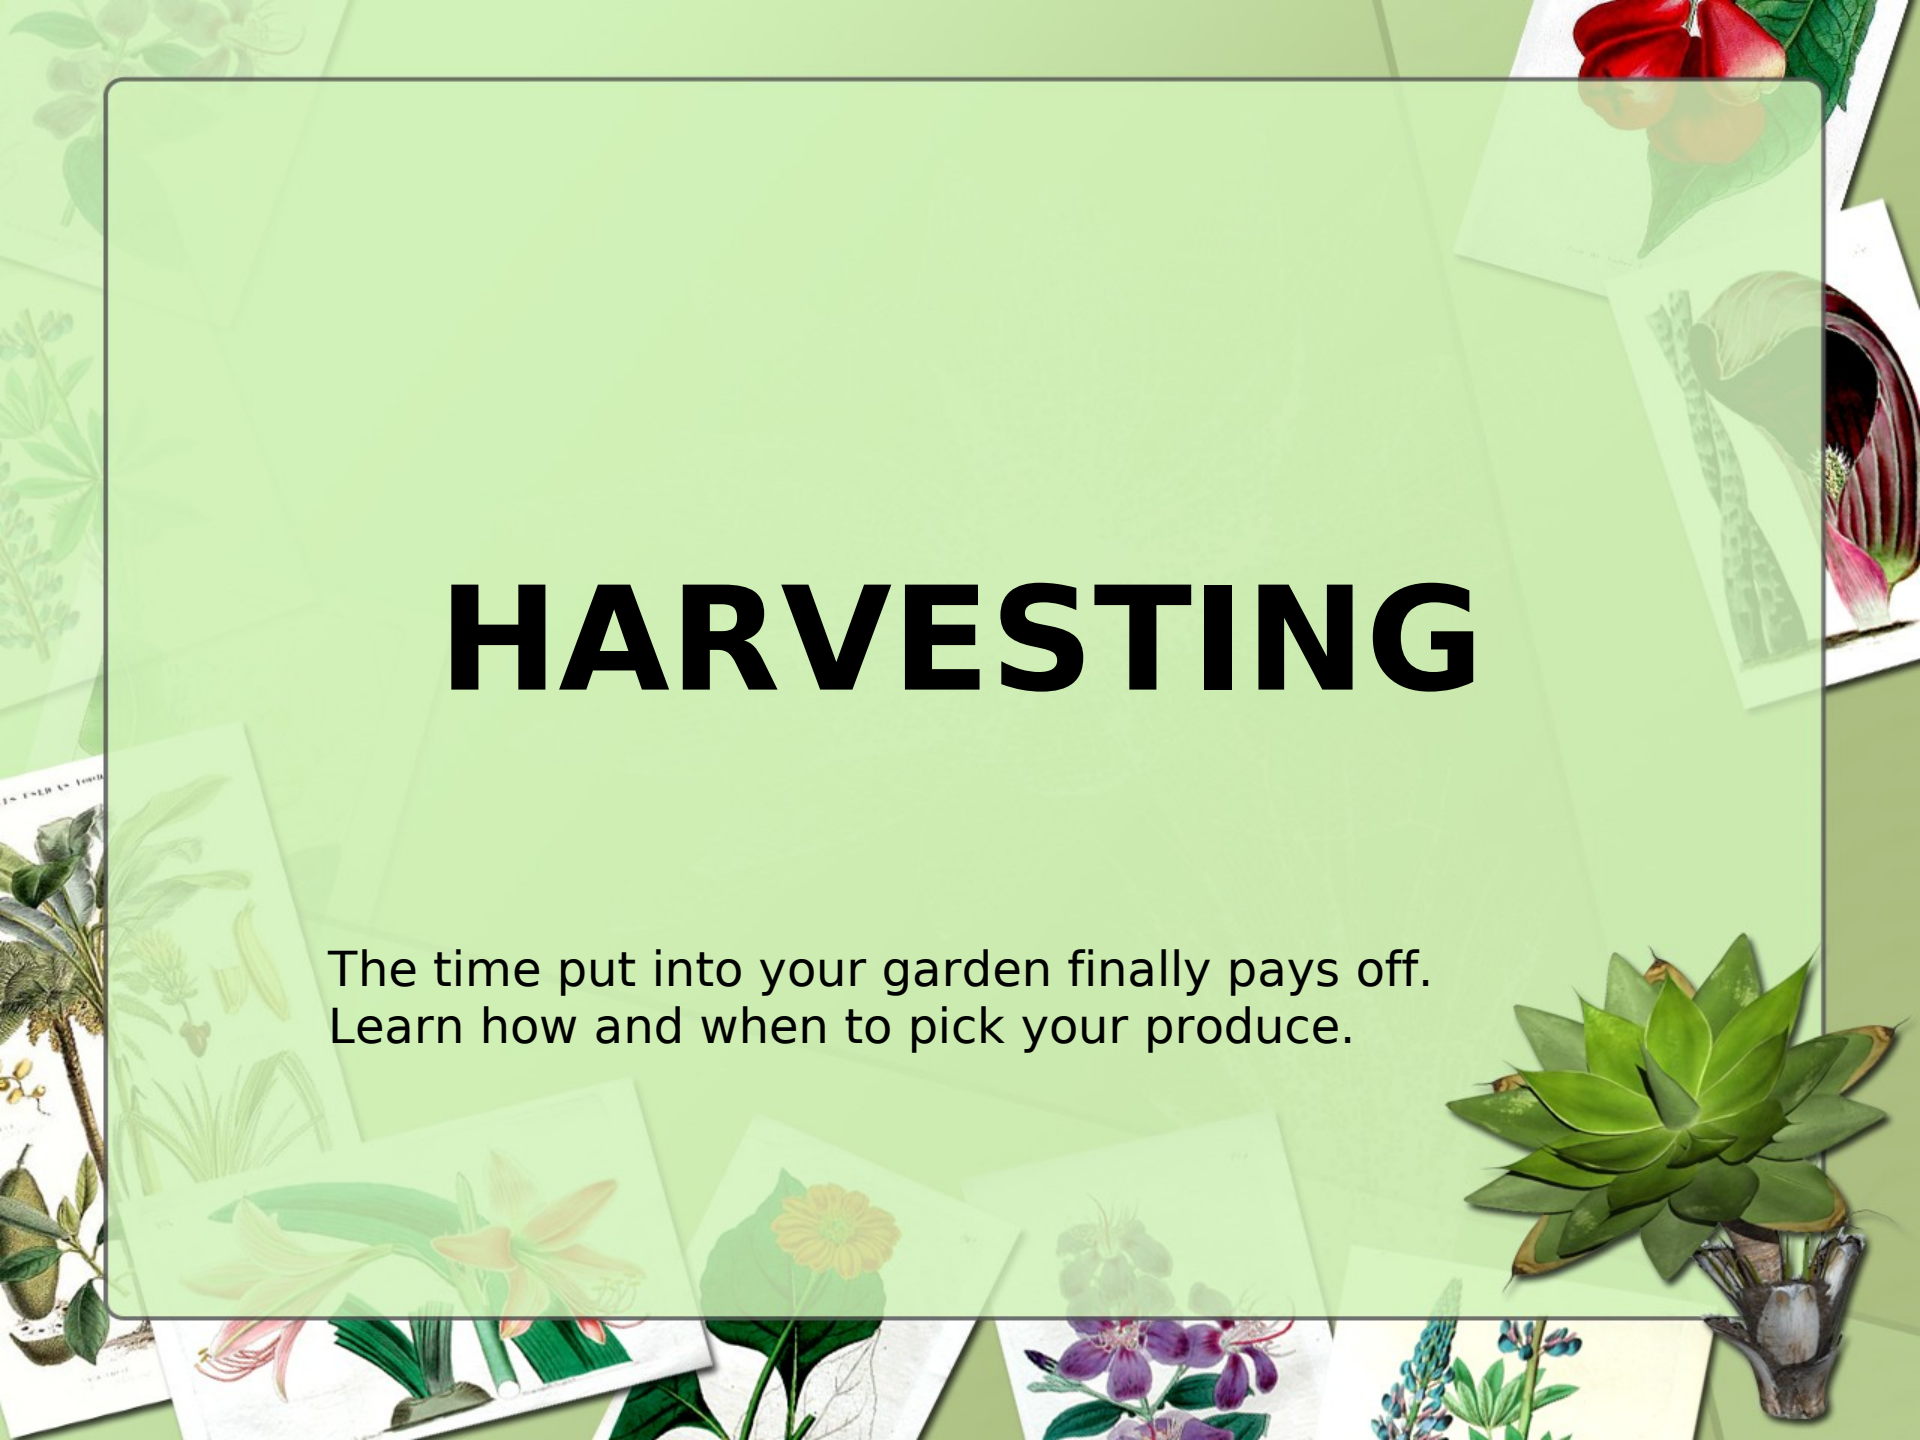 HARVESTING
The time put into your garden finally pays off.
Learn how and when to pick your produce.